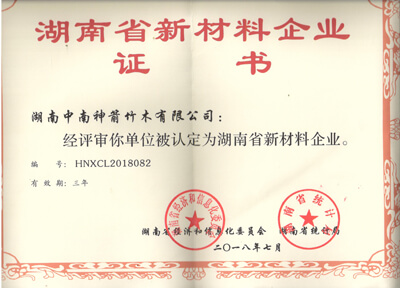 湖南省新材料企业
证书
湖南中南神箭竹木有限公司：
经评审你单位被认定为湖南省新材料企业。
编号：HNXCL2018082
有效期：三年
湖南省经济和信息化委员会 湖南省统计局
二〇一八年七月